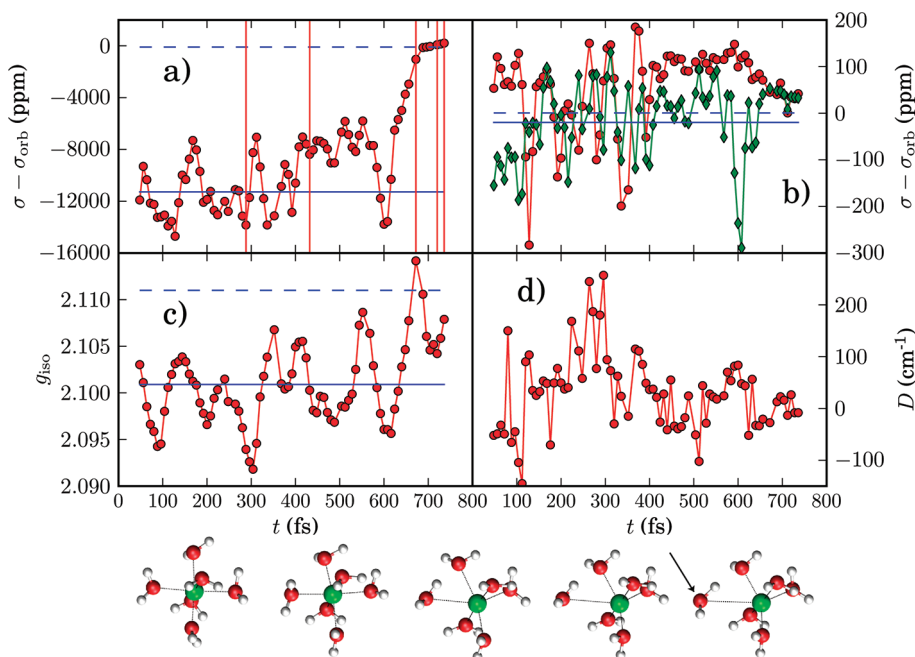 0
−4000
−8000
−12000
−16000
σ − σorb (ppm)
a)
200
100
0
−100
−200
−300
σ − σorb (ppm)
b)
2.110
2.105
2.100
2.095
2.090
giso
c)
200
100
0
−100
D (cm−1)
d)
0 100 200 300 400 500 600 700 800
t (fs)
100 200 300 400 500 600 700 800
t (fs)